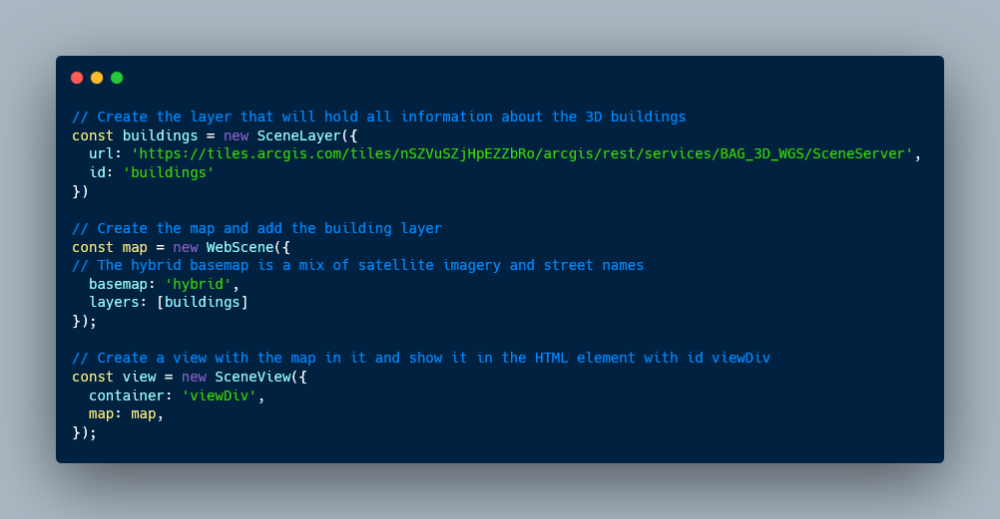 // Create the layer that will hold all information about the 3D buildings
const buildings = new SceneLayer({
  url: 'https://tiles.arcgis.com/tiles/nSZVuSZjHpEZZbRo/arcgis/rest/services/BAG_3D_WGS/SceneServer',
  id: 'buildings'
})

// Create the map and add the building layer
const map = new WebScene({
// The hybrid basemap is a mix of satellite imagery and street names
  basemap: 'hybrid',
  layers: [buildings]
});

// Create a view with the map in it and show it in the HTML element with id viewDiv
const view = new SceneView({
  container: 'viewDiv',
  map: map,
});